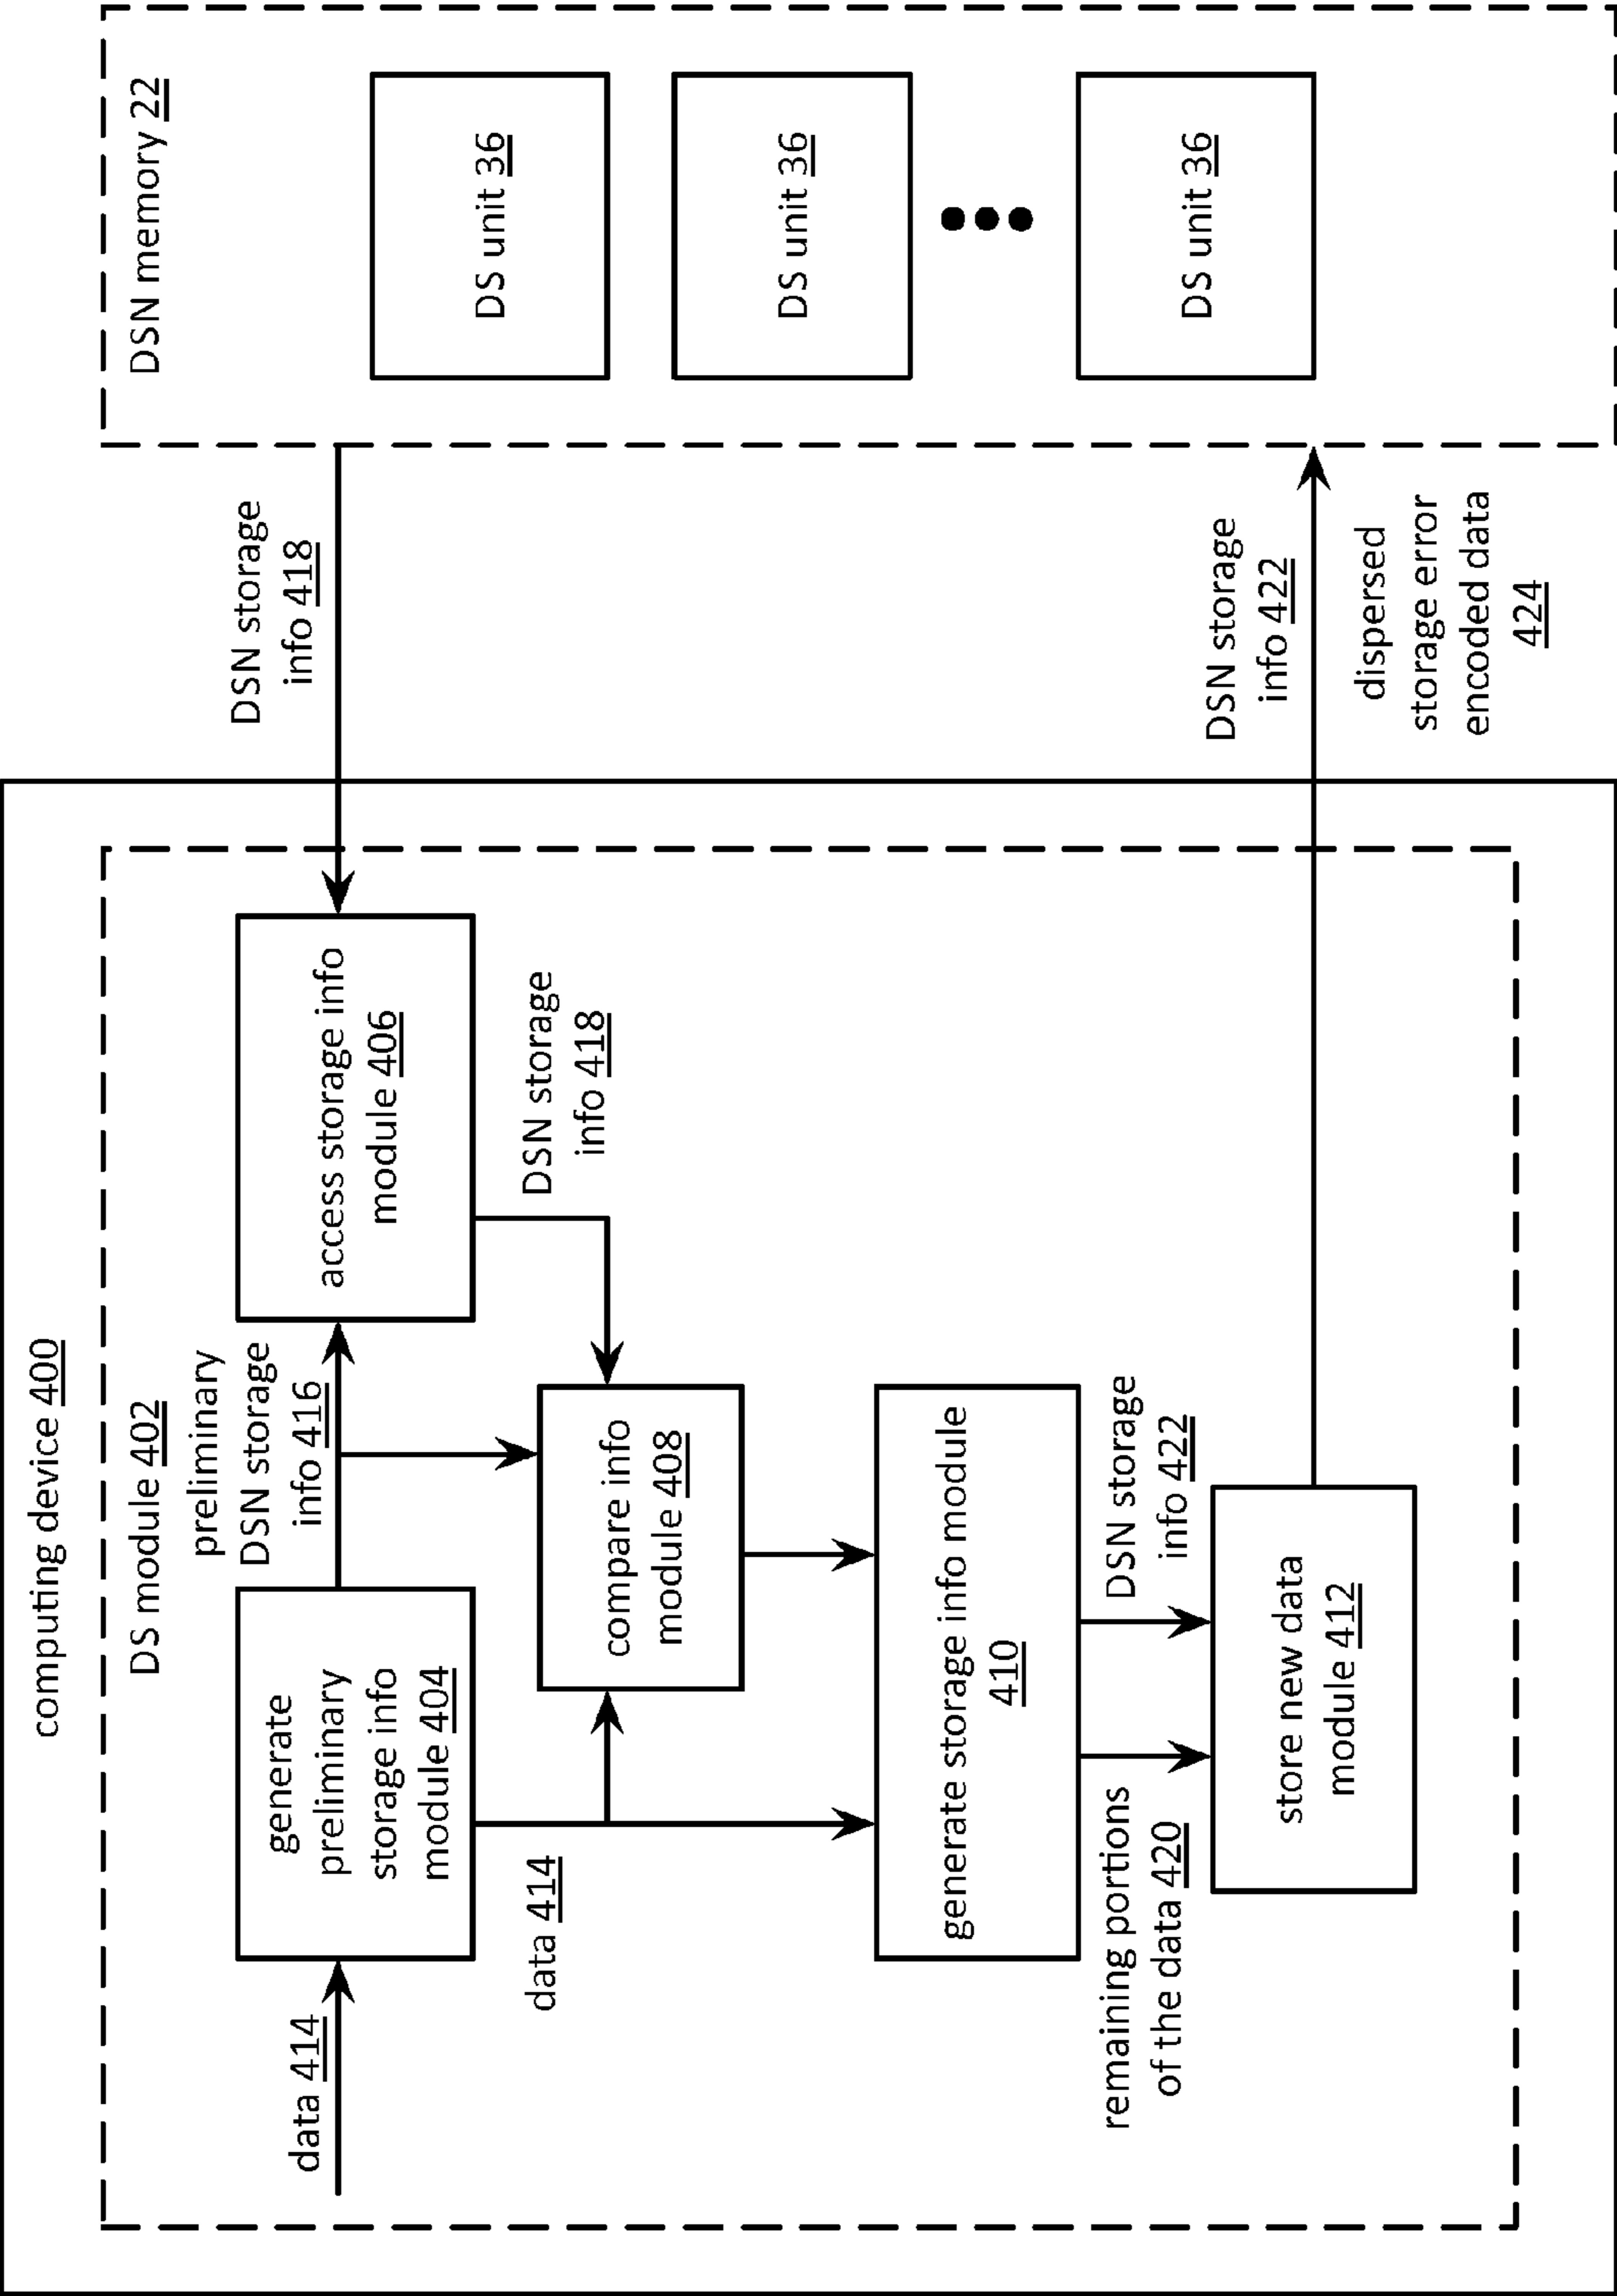 computing device 400
DS module 402
data 414
generate
preliminary
storage info
module 404
preliminary
DSN storage
info 416
access storage info
module 406
DSN storage
info 418
data 414
compare info
module 408
DSN storage
info 418
generate storage info module
410
remaining portions
of the data 420
DSN storage
info 422
store new data
module 412
DSN storage
info 422
dispersed
storage error
encoded data
424
DSN memory 22
DS unit 36
DS unit 36
DS unit 36